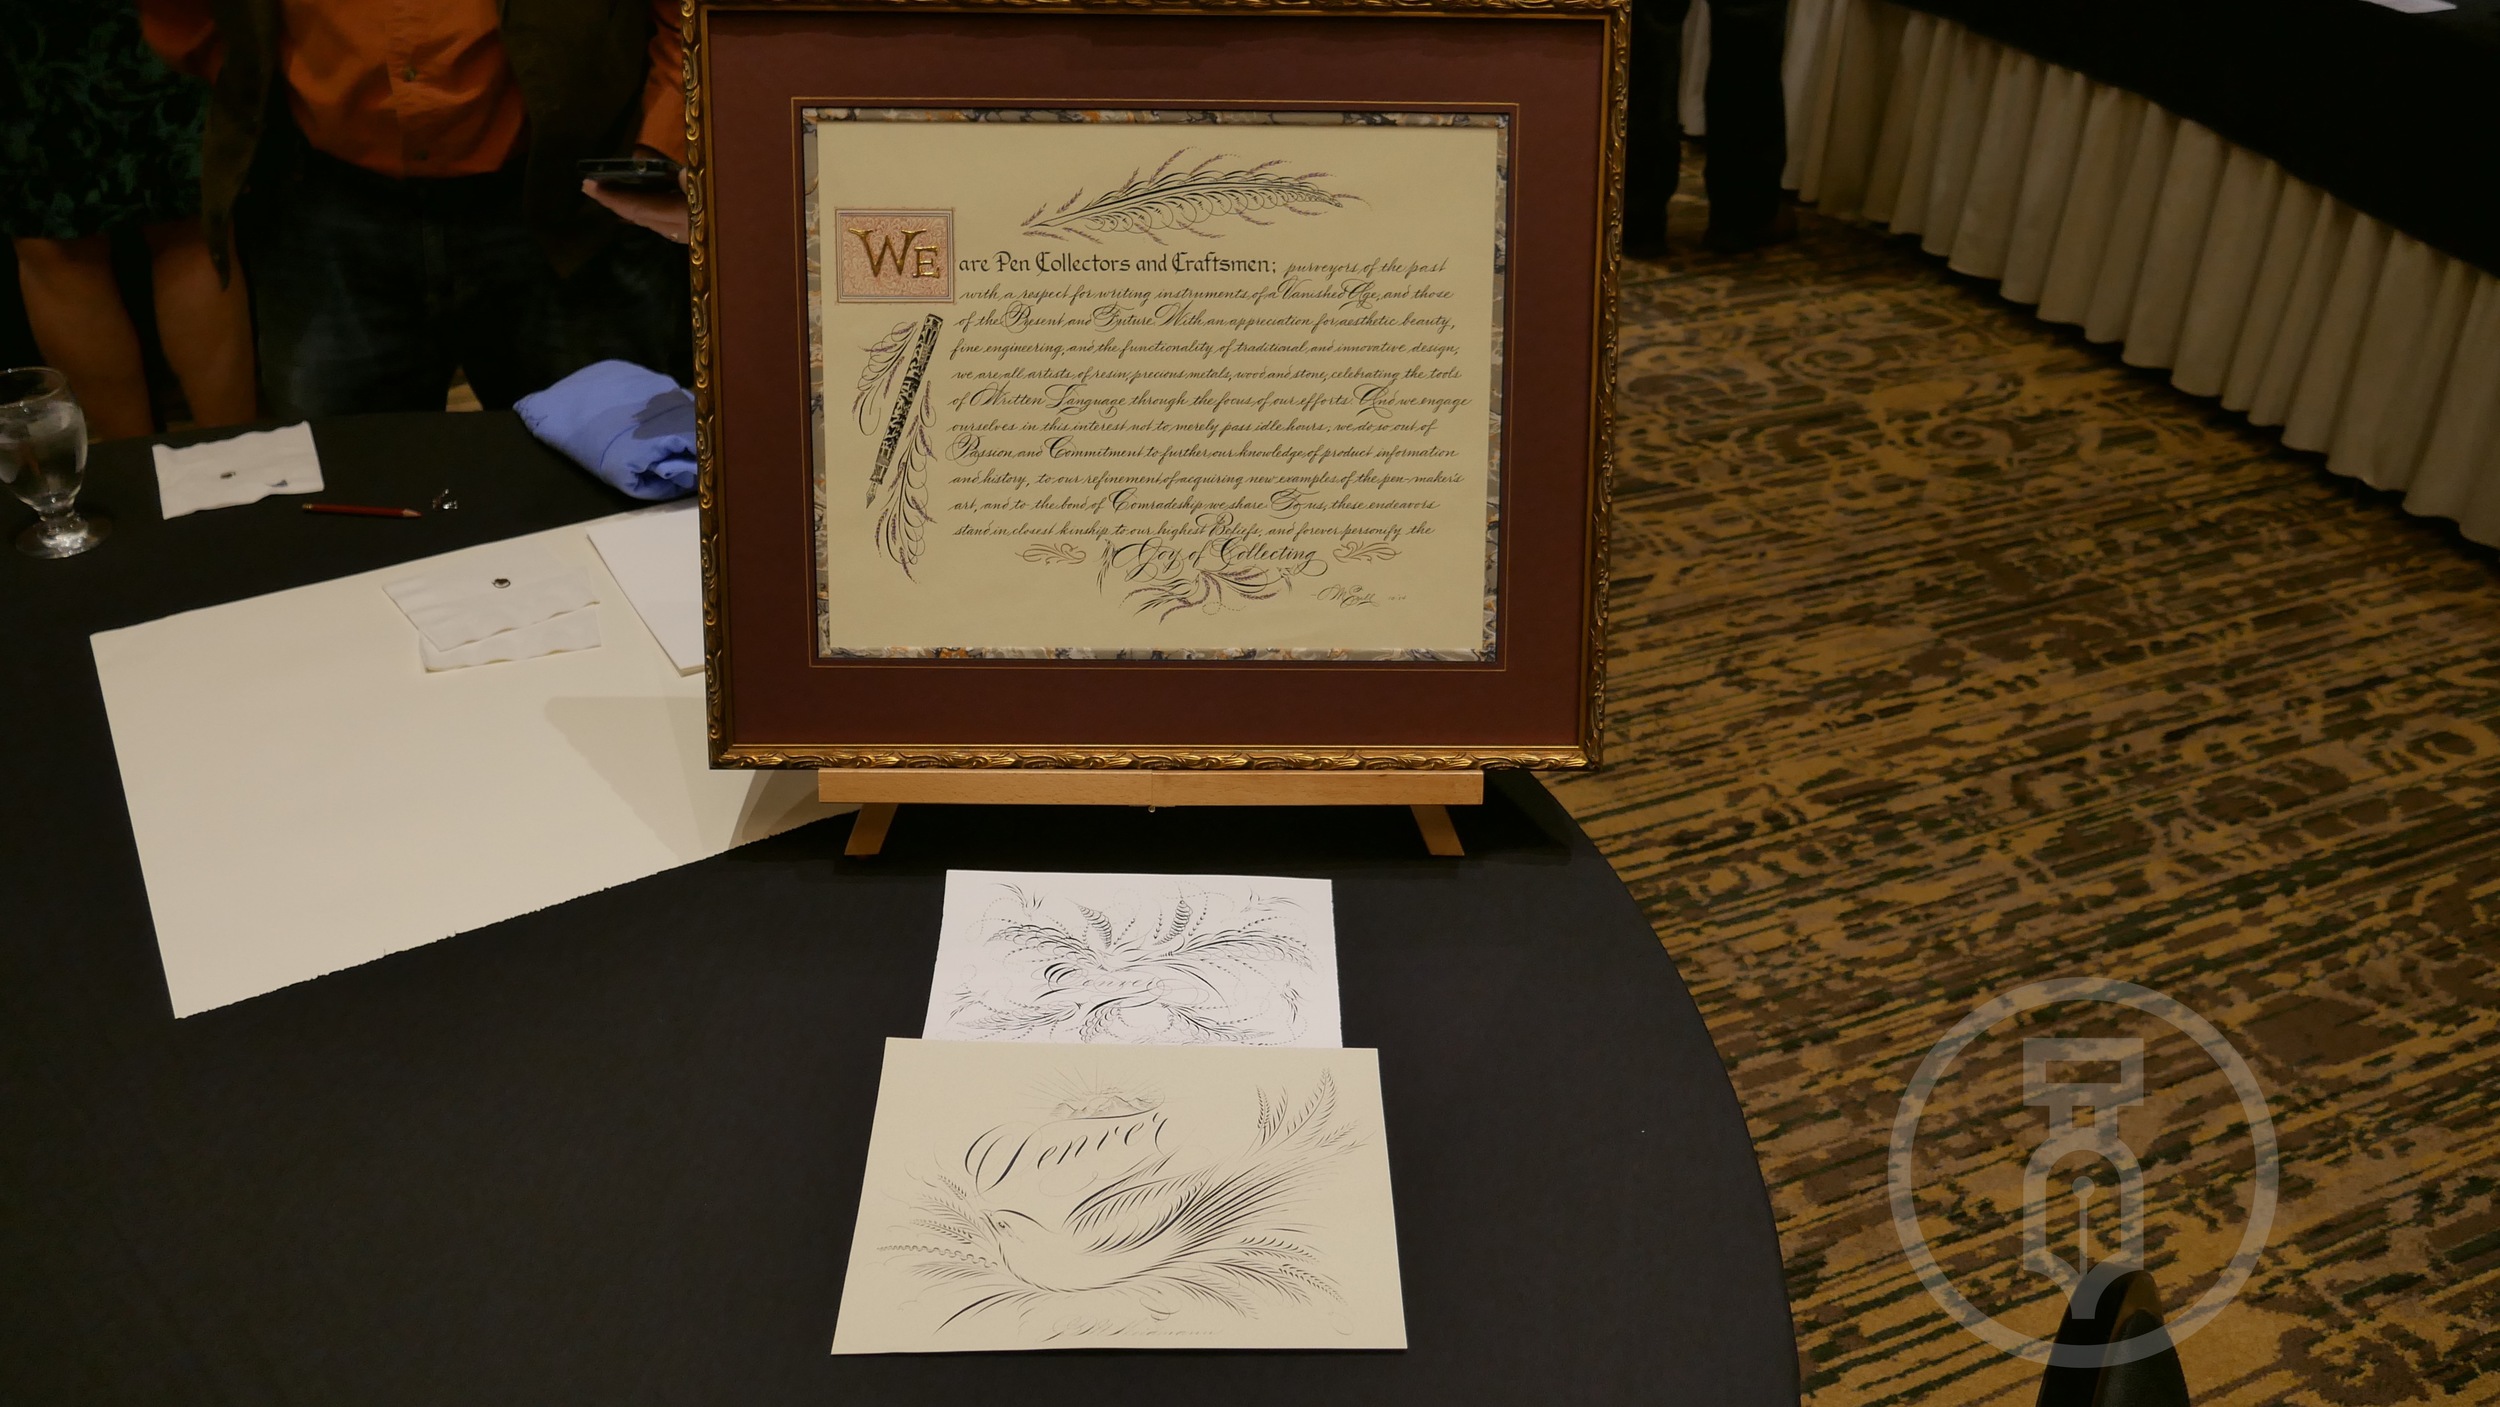 WE
are Pen Collectors and Craftsmen; purveyors of the past
with a respect for writing instruments of a Vanished Age, and those
of the Present and Future. With an appreciation for aesthetic beauty,
fine engineering, and the functionality of traditional and innovative design,
we are all artists of resin, precious metals, wood and stone, celebrating the tools
of Written Language through the focus of our efforts. And we engage
ourselves in this interest not to merely pass idle hours; we do so out of
Passion and Commitment to further our knowledge of product information
and history, to our refinement of acquiring new examples of the pen-maker's
art, and to the bond of Comradeship we share. To us, these endeavors
stand in closest kinship to our highest Beliefs, and forever personify the
Joy of Collecting
Denver
Denver